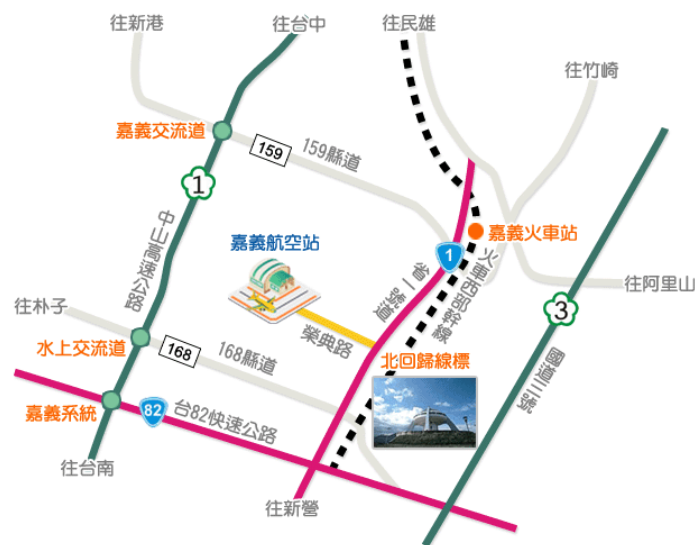 往新港
往台中
往民雄
往竹崎
嘉義交流道
159
159縣道
1
中山高速公路
嘉義航空站
1
省一號道
嘉義火車站
火車西部幹線
往阿里山
3
國道三號
往朴子
水上交流道
168
168縣道
榮典路
北回歸線標
嘉義系統
82
台82快速公路
往台南
往新營